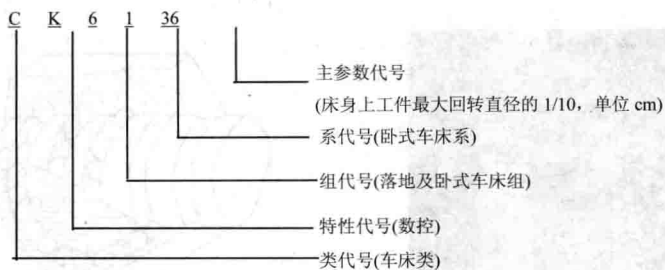 C K 6 1 36
主参数代号
(床身上工件最大回转直径的 1/10，单位 cm)
系代号(卧式车床系)
组代号(落地及卧式车床组)
特性代号(数控)
类代号(车床类)